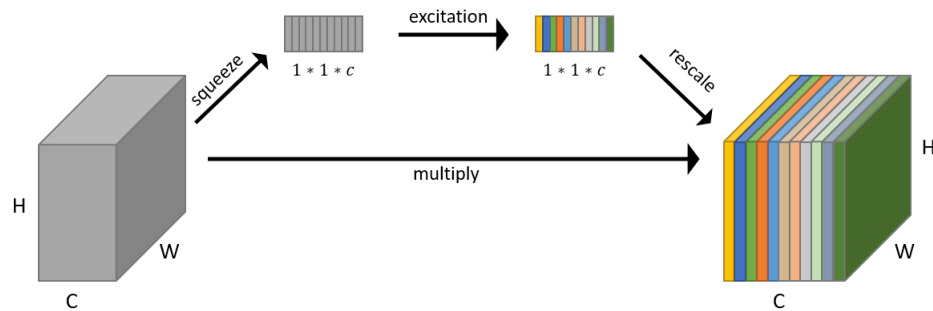 excitation
squeeze
1 * 1 * c
1 * 1 * c
rescale
multiply
H
W
C
H
W
C